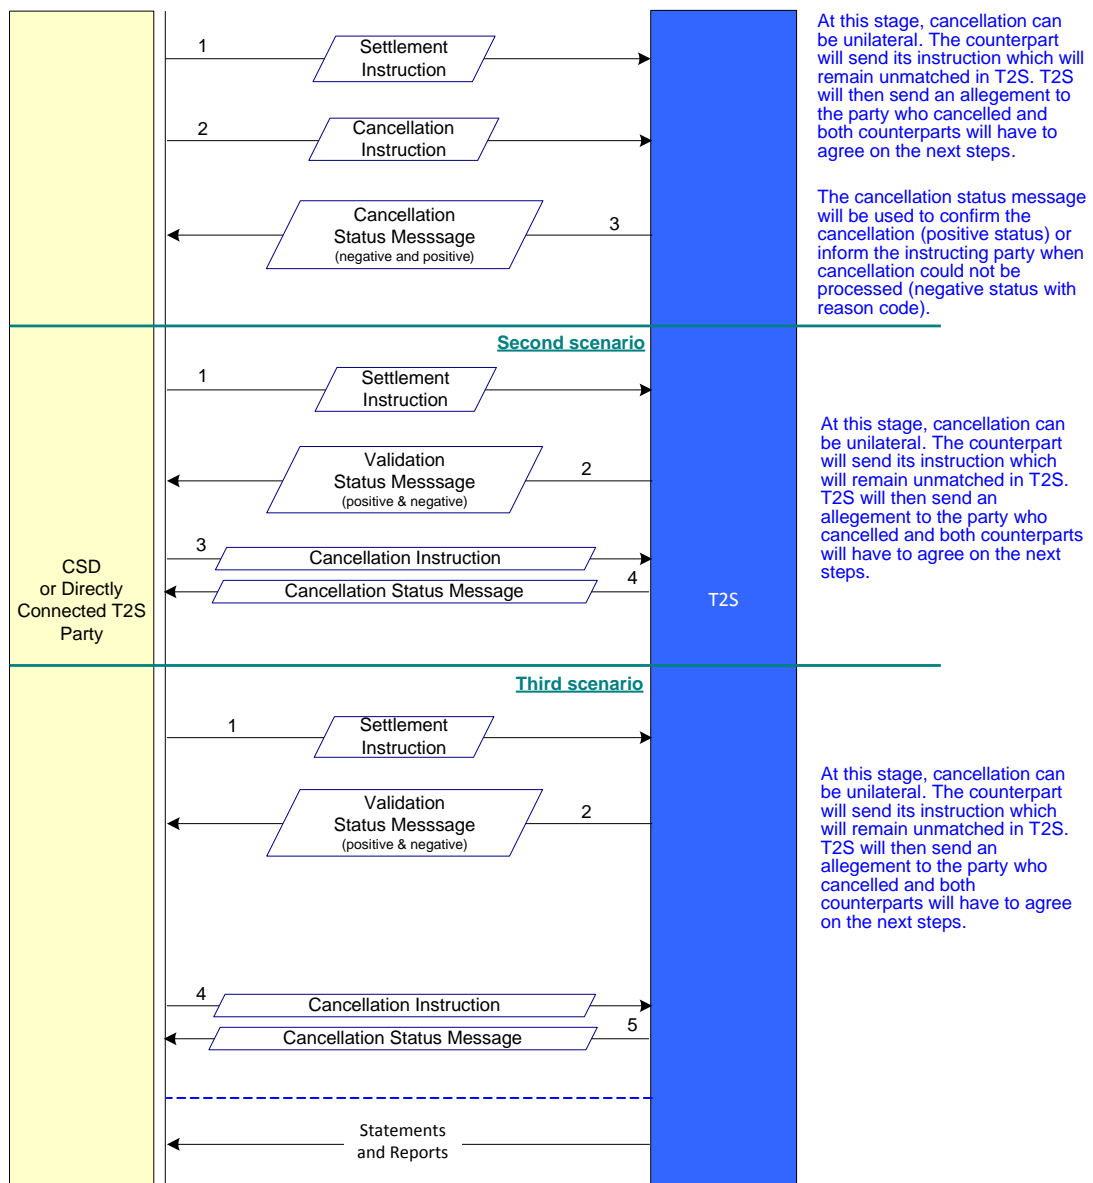 1
Settlement
Instruction
2
Cancellation
Instruction
Cancellation
Status Messsage
(negative and positive)
3
At this stage, cancellation can
be unilateral. The counterpart
will send its instruction which will
remain unmatched in T2S. T2S
will then send an allegement to
the party who cancelled and
both counterparts will have to
agree on the next steps.
The cancellation status message
will be used to confirm the
cancellation (positive status) or
inform the instructing party when
cancellation could not be
processed (negative status with
reason code).
Second scenario
1
Settlement
Instruction
Validation
Status Messsage
(positive & negative)
2
3
Cancellation Instruction
Cancellation Status Message
4
At this stage, cancellation can
be unilateral. The counterpart
will send its instruction which
will remain unmatched in T2S.
T2S will then send an
allegement to the party who
cancelled and both counterparts
will have to agree on the next
steps.
CSD
or Directly
Connected T2S
Party
T2S
Third scenario
1
Settlement
Instruction
Validation
Status Messsage
(positive & negative)
2
At this stage, cancellation can
be unilateral. The counterpart
will send its instruction which
will remain unmatched in T2S.
T2S will then send an
allegement to the party who
cancelled and both
counterparts will have to agree
on the next steps.
4
Cancellation Instruction
Cancellation Status Message
5
Statements
and Reports